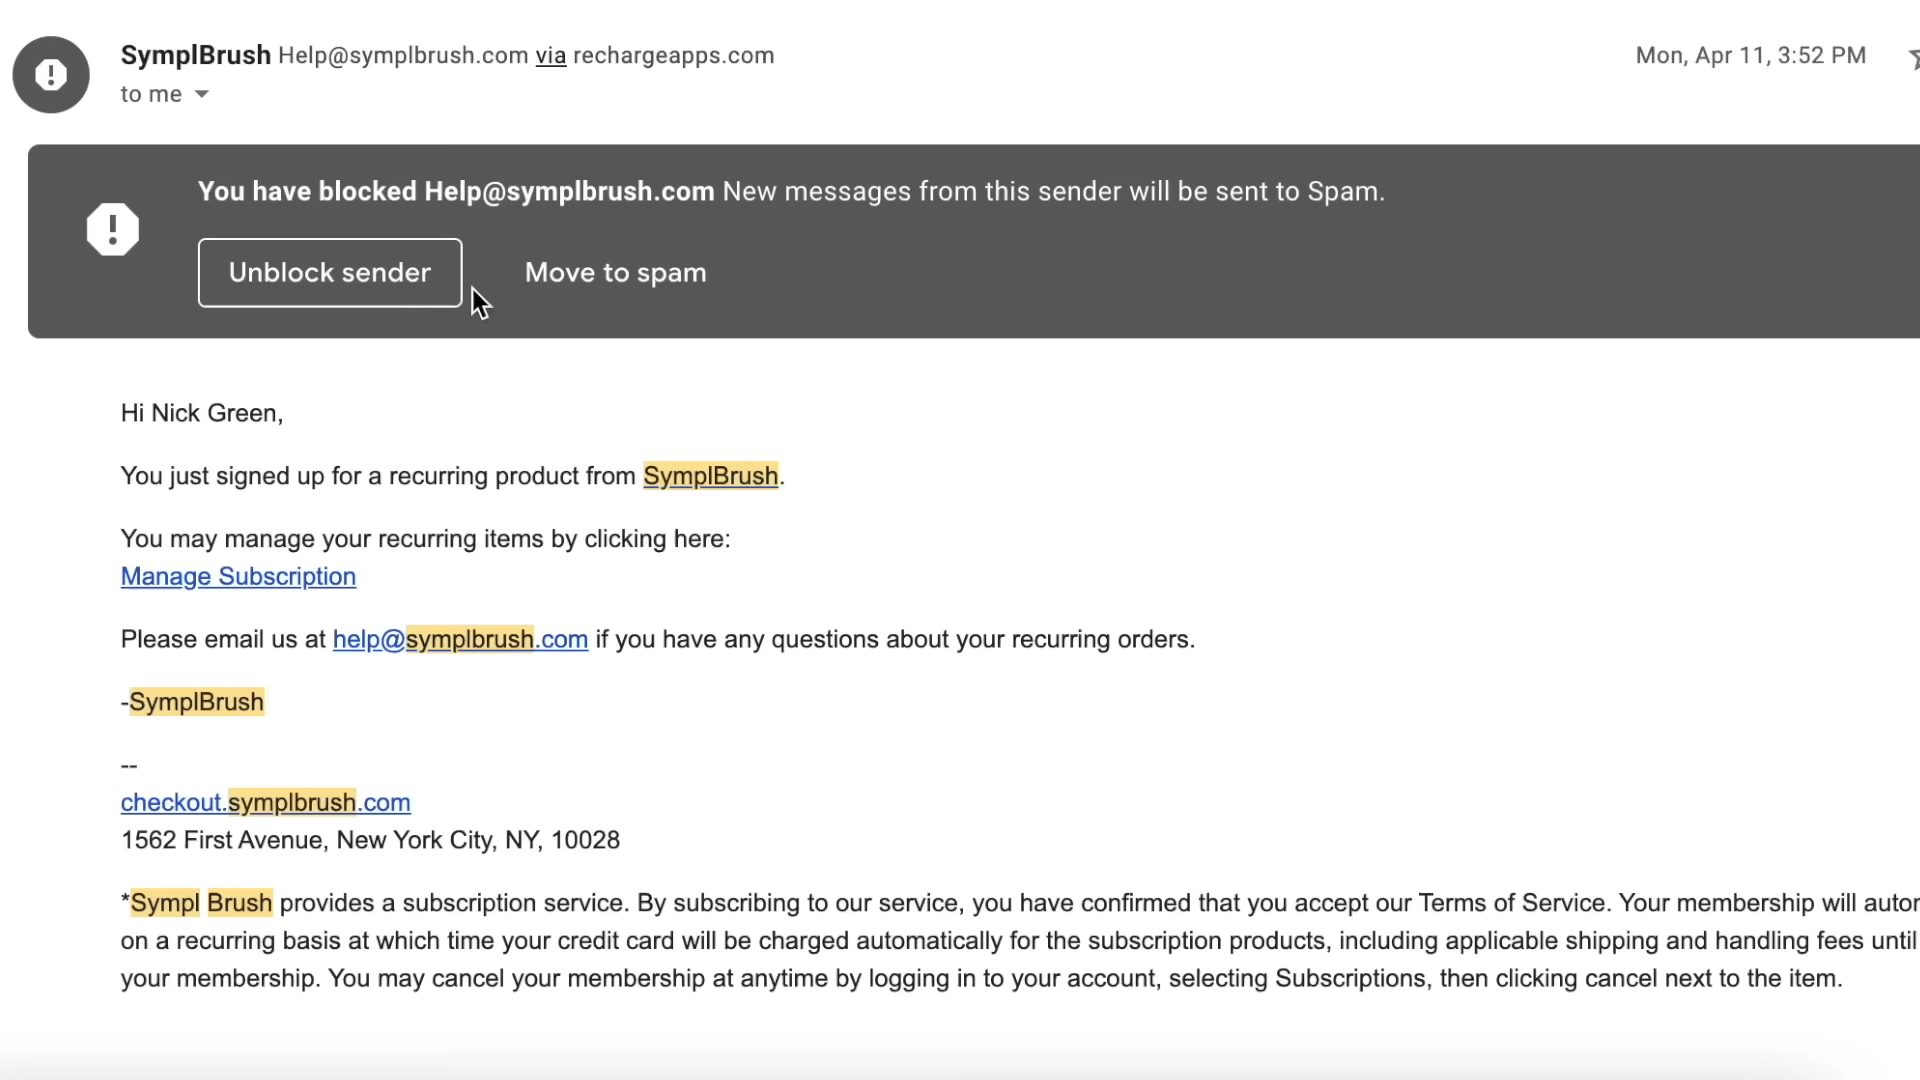 SymplBrush Help@symplbrush.com via rechargeapps.com
Mon, Apr 11, 3:52 PM
to me
You have blocked Help@symplbrush.com New messages from this sender will be sent to Spam.
Unblock sender
Move to spam
Hi Nick Green,
You just signed up for a recurring product from SymplBrush.
You may manage your recurring items by clicking here:
Manage Subscription
Please email us at help@symplbrush.com if you have any questions about your recurring orders.
-SymplBrush
--
checkout.symplbrush.com
1562 First Avenue, New York City, NY, 10028
*Sympl Brush provides a subscription service. By subscribing to our service, you have confirmed that you accept our Terms of Service. Your membership will
on a recurring basis at which time your credit card will be charged automatically for the subscription products, including applicable shipping and handling fees until
your membership. You may cancel your membership at anytime by logging in to your account, selecting Subscriptions, then clicking cancel next to the item.